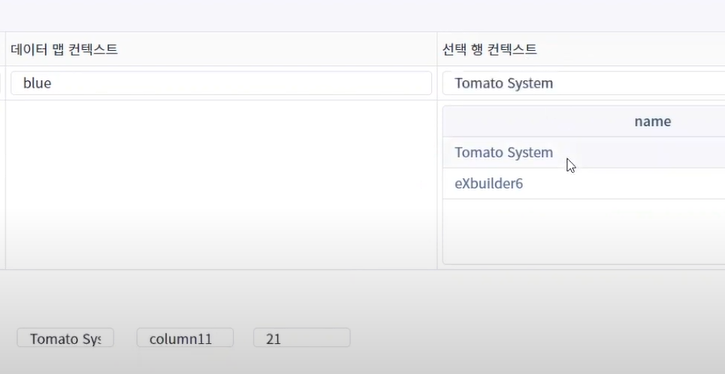 데이터 맵 컨텍스트
선택 행 컨텍스트
blue
Tomato System
name
Tomato System
eXbuilder6
Tomato Sys
column11
21